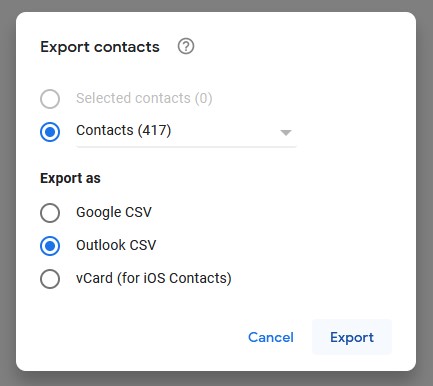 Export contacts
Selected contacts (0)
Contacts (417)
Export as
Google CSV
Outlook CSV
vCard (for iOS Contacts)
Cancel Export